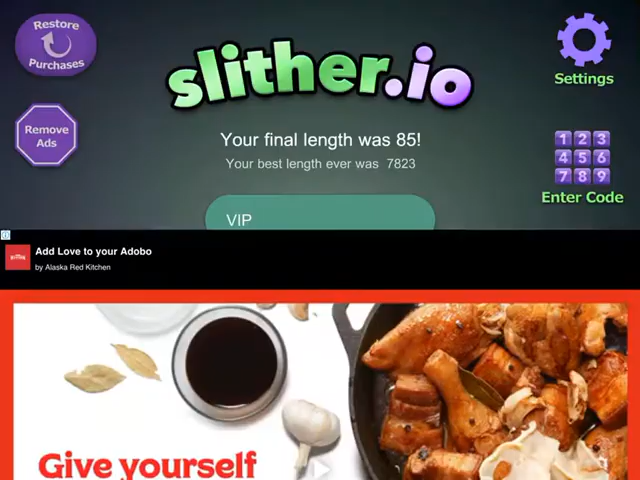 Restore
Purchases
slither.io
Settings
Remove
Ads
Your final length was 85!
Your best length ever was 7823
1 2 3
4 5 6
7 8 9
Enter Code
VIP
Add Love to your Adobo
by Alaska Red Kitchen
Give yourself